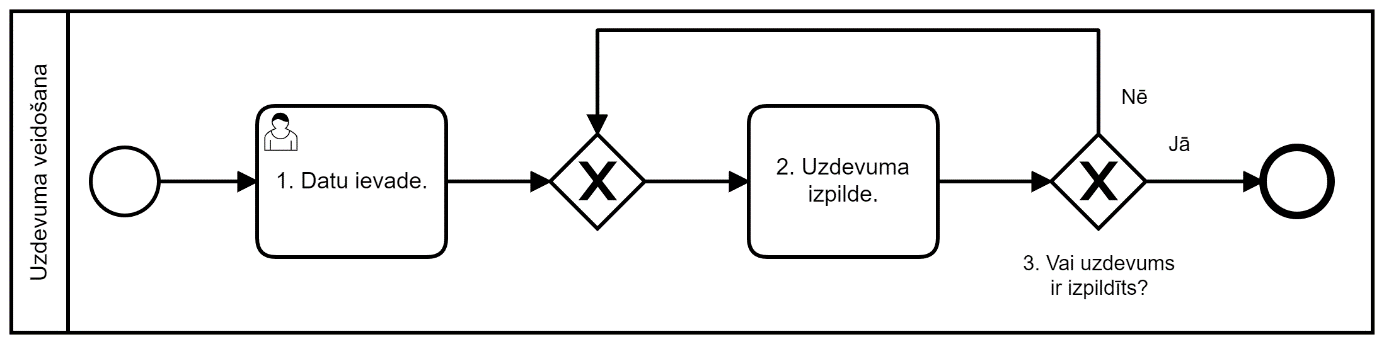 Uzdevuma veidošana
1. Datu ievade.
2. Uzdevuma
izpilde.
Nē
Jā
3. Vai uzdevums
ir izpildīts?